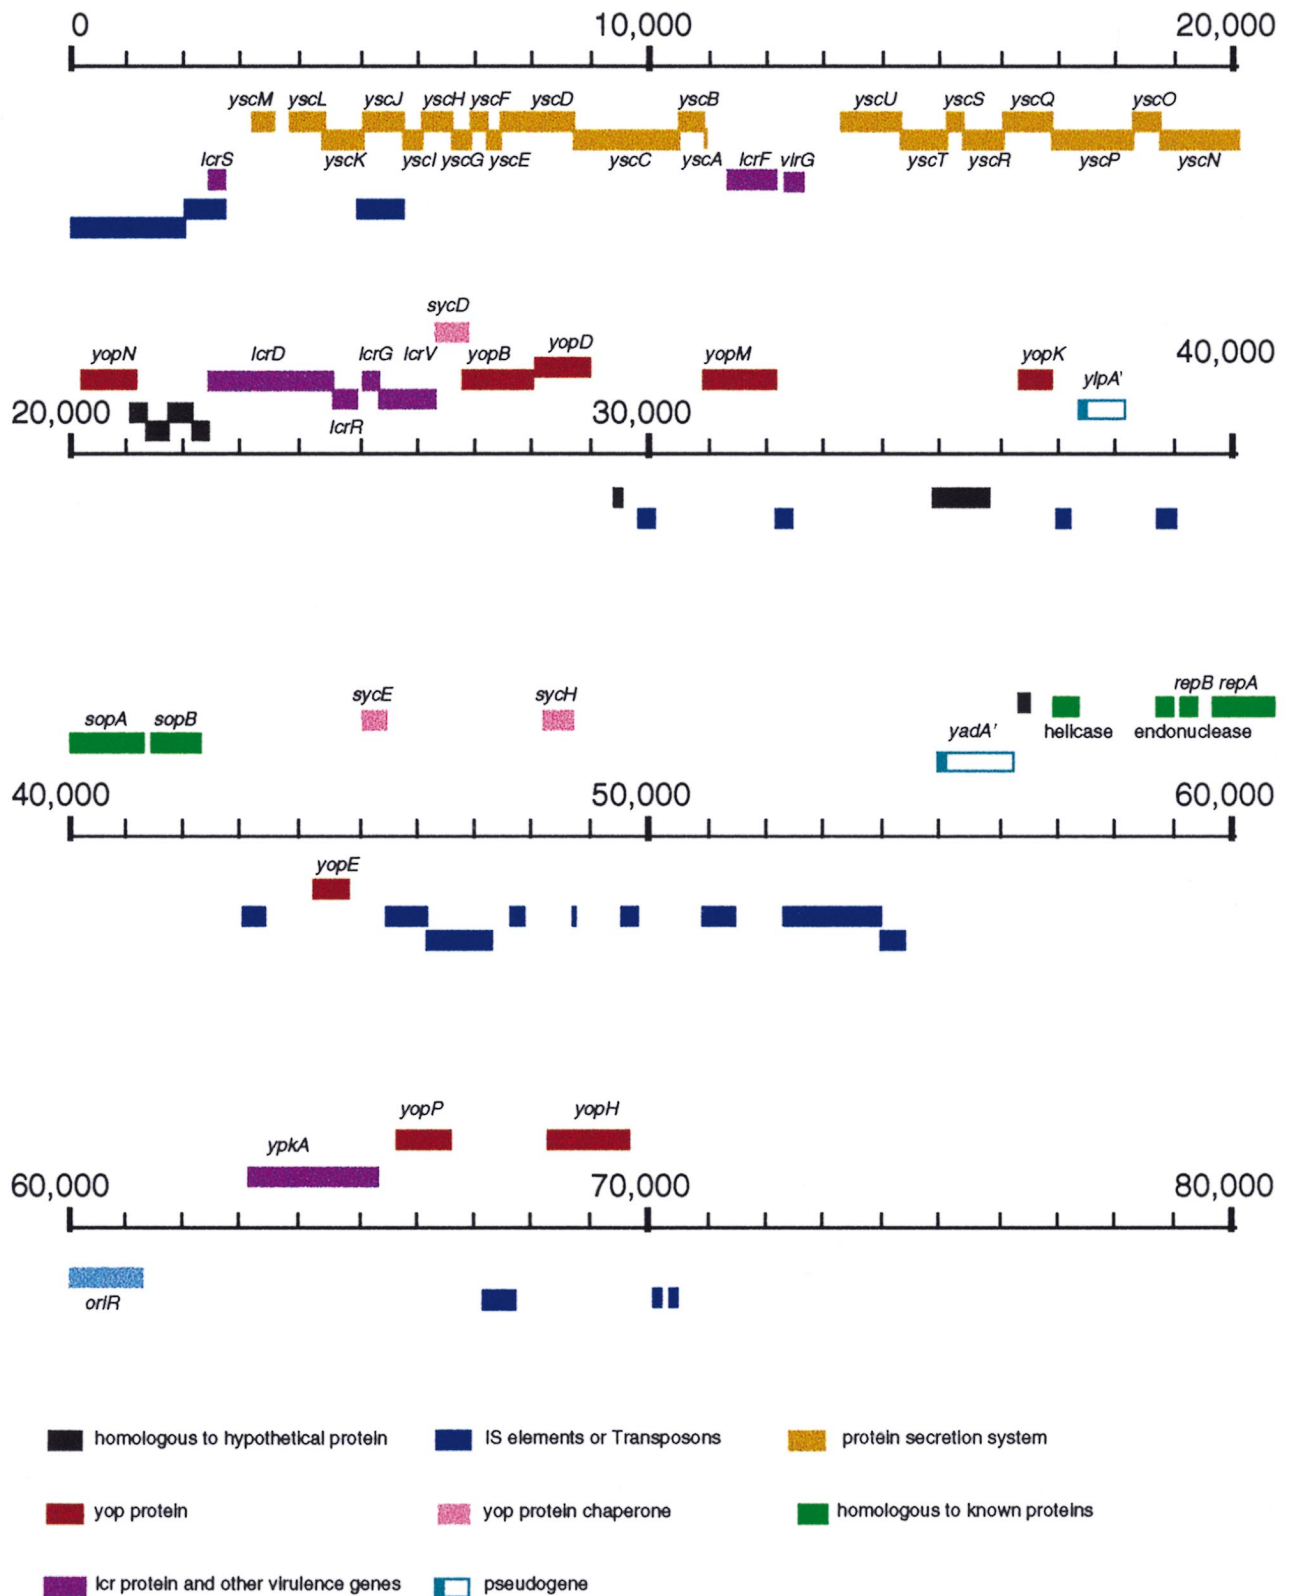 0 10,000 20,000
yscM yscL yscJ yscH yscF yscD yscB yscU yscS yscQ yscO
lcrS yscK yscI yscG yscE yscC yscA lcrF virG yscT yscR yscP yscN
sycD
yopN lcrD lcrG lcrV yopB yopD yopM yopK 40,000
ylpA'
20,000 lcrR 30,000
sycE sycH repB repA
sopA sopB yadA' helicase endonuclease
40,000 50,000 60,000
yopE
yopP yopH
ypkA
60,000 70,000 80,000
oriR
homologous to hypothetical protein IS elements or Transposons protein secretion system
yop protein yop protein chaperone homologous to known proteins
lcr protein and other virulence genes pseudogene